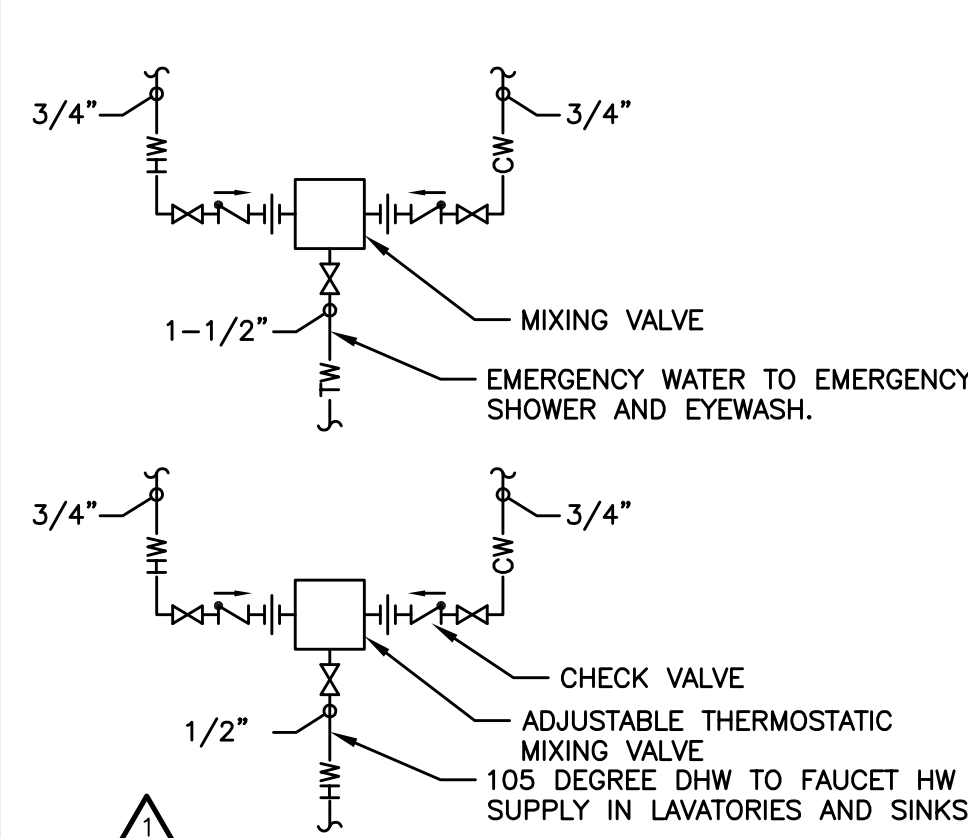 3/4"
3/4"
HW
CW
MIXING VALVE
1-1/2"
EMERGENCY WATER TO EMERGENCY
SHOWER AND EYEWASH.
TW
3/4"
3/4"
HW
CW
CHECK VALVE
ADJUSTABLE THERMOSTATIC
MIXING VALVE
1/2"
105 DEGREE DHW TO FAUCET HW
SUPPLY IN LAVATORIES AND SINKS
HW
1